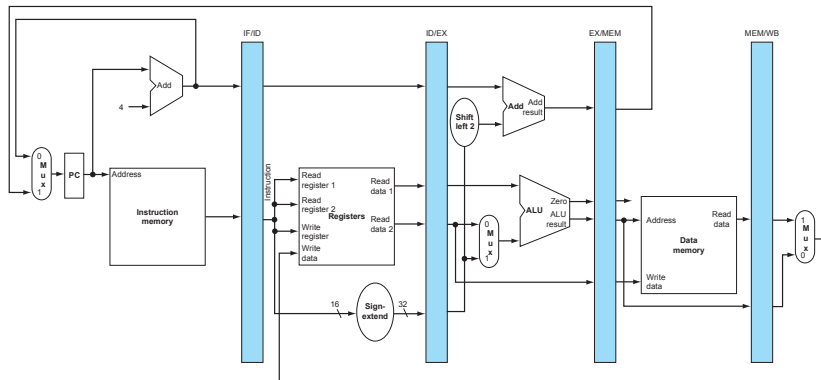 IF/ID
ID/EX
EX/MEM
MEM/WB
Add
4
Shift
left 2
Add
Add
result
0
M
u
x
1
PC
Address
Instruction
memory
Instruction
Read
register 1
Read
register 2
Write
register
Write
data
Registers
Read
data 1
Read
data 2
16
Sign-
extend
32
0
M
u
x
1
ALU
Zero
ALU
result
Address
Write
data
Data
memory
Read
data
1
M
u
x
0